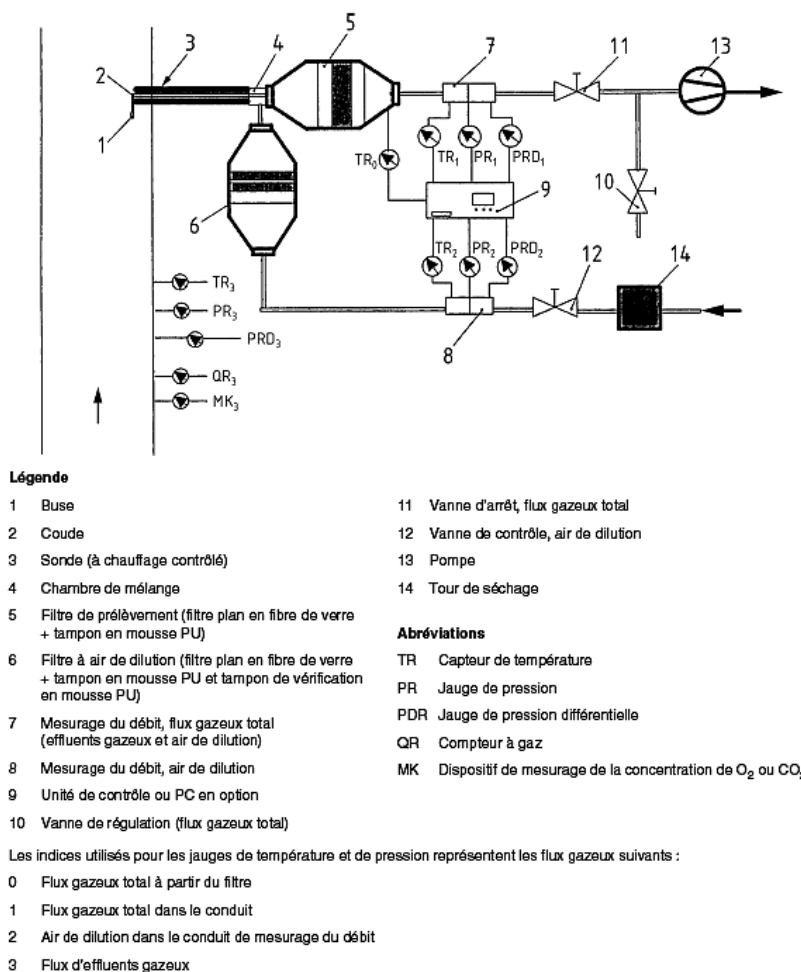 5
3
4
7
11
13
2
1
TR₀
TR₁
PR₁
PRD₁
9
10
6
TR₂
PR₂
PRD₂
12
14
8
TR₃
PR₃
PRD₃
QR₃
MK₃
Légende
1 Buse
2 Coude
3 Sonde (à chauffage contrôlé)
4 Chambre de mélange
5 Filtre de prélèvement (filtre plan en fibre de verre
+ tampon en mousse PU)
6 Filtre à air de dilution (filtre plan en fibre de verre
+ tampon en mousse PU et tampon de vérification
en mousse PU)
7 Mesurage du débit, flux gazeux total
(effluents gazeux et air de dilution)
8 Mesurage du débit, air de dilution
9 Unité de contrôle ou PC en option
10 Vanne de régulation (flux gazeux total)
11 Vanne d'arrêt, flux gazeux total
12 Vanne de contrôle, air de dilution
13 Pompe
14 Tour de séchage
Abréviations
TR Capteur de température
PR Jauge de pression
PDR Jauge de pression différentielle
QR Compteur à gaz
MK Dispositif de mesurage de la concentration de O₂ ou CO₂
Les indices utilisés pour les jauges de température et de pression représentent les flux gazeux suivants :
0 Flux gazeux total à partir du filtre
1 Flux gazeux total dans le conduit
2 Air de dilution dans le conduit de mesurage du débit
3 Flux d'effluents gazeux